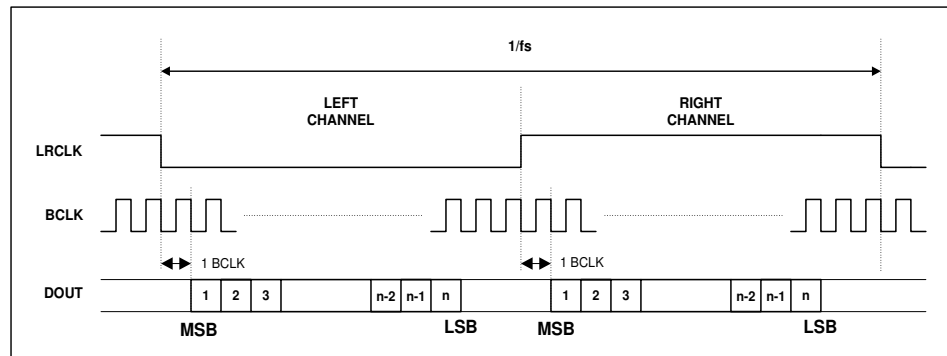 1/fs
LEFT
CHANNEL
RIGHT
CHANNEL
LRCLK
BCLK
1 BCLK
1 BCLK
DOUT
1 2 3 n-2 n-1 n 1 2 3 n-2 n-1 n
MSB LSB MSB LSB